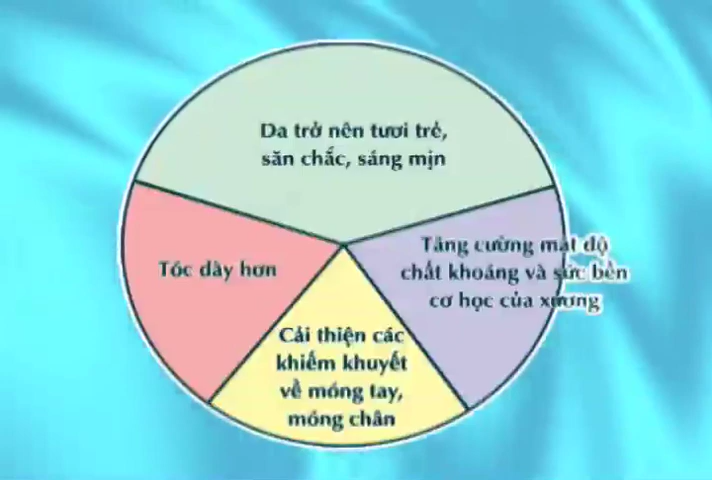 Da trở nên tươi trẻ,
săn chắc, sáng mịn
Tóc dày hơn
Tăng cường mật độ
chất khoáng và sức bền
cơ học của xương
Cải thiện các
khiếm khuyết
về móng tay,
móng chân